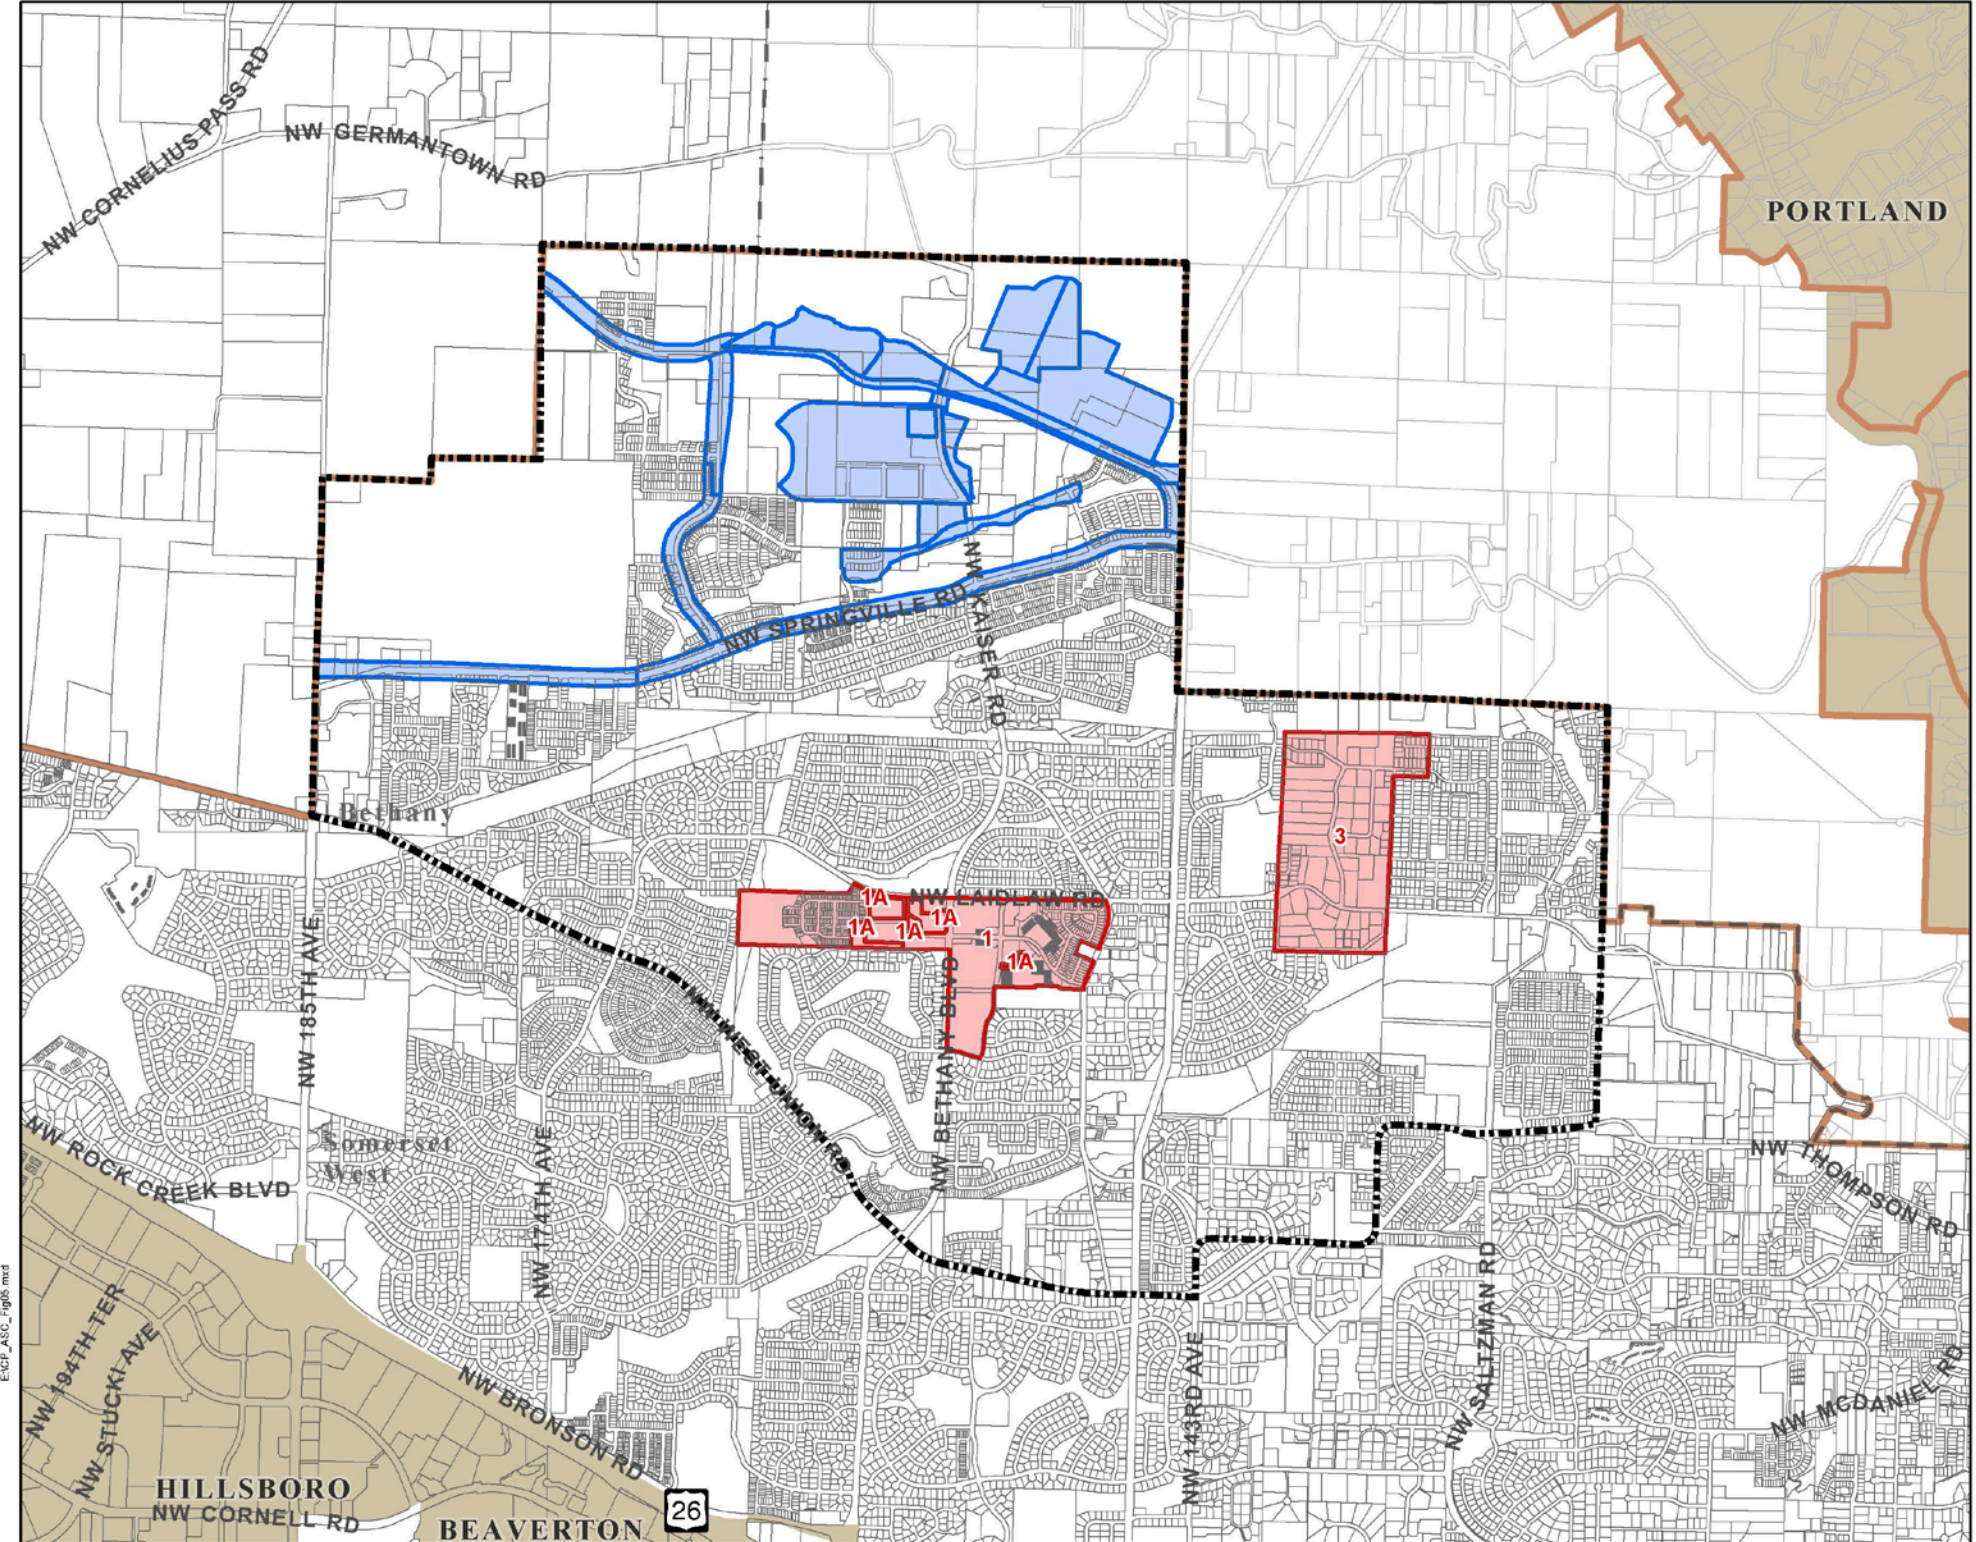 NW CORNELIUS PASS RD
NW GERMANTOWN RD
PORTLAND
NW SPRINGVILLE RD
NW KAISER RD
Bethany
3
NW LAIDLAW RD
1A
1A
1A
1A
1
1A
NW 185TH AVE
NW WEST UNION RD
NW BETHANY BLVD
NW ROCK CREEK BLVD
Somerset
West
NW 174TH AVE
NW THOMPSON RD
NW 194TH TER
NW STUCKI AVE
NW BRONSON RD
NW 143RD AVE
NW SALTZMAN RD
NW MCDANIEL RD
HILLSBORO
NW CORNELL RD
BEAVERTON
26
E:\CP_ASC_Fig05.mxd